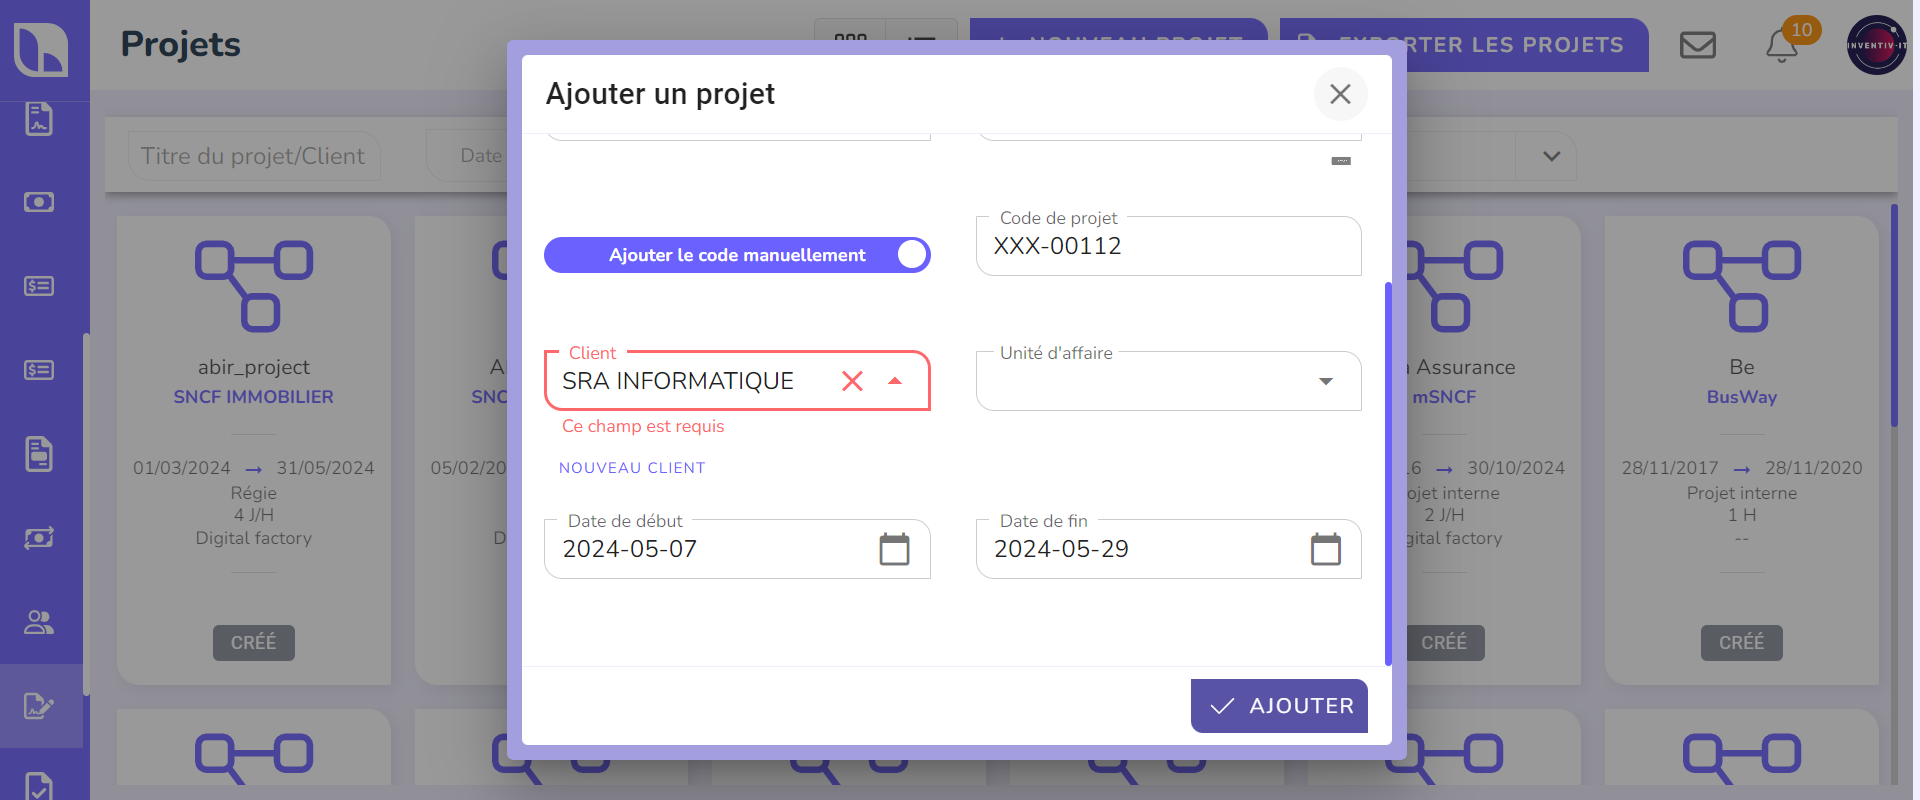 Projets
NOUVEAU PROJET
EXPORTER LES PROJETS
10
INVENTIV-IT
Titre du projet/Client
Date
Ajouter un projet
Ajouter le code manuellement
Code de projet
XXX-00112
Client
SRA INFORMATIQUE
Ce champ est requis
NOUVEAU CLIENT
Unité d'affaire
Date de début
2024-05-07
Date de fin
2024-05-29
AJOUTER
abir_project
SNCF IMMOBILIER
01/03/2024 → 31/05/2024
Régie
4 J/H
Digital factory
CRÉÉ
SNC
05/02/20
D
Assurance
mSNCF
16 → 30/10/2024
ojet interne
2 J/H
gital factory
CRÉÉ
Be
BusWay
28/11/2017 → 28/11/2020
Projet interne
1 H
--
CRÉÉ